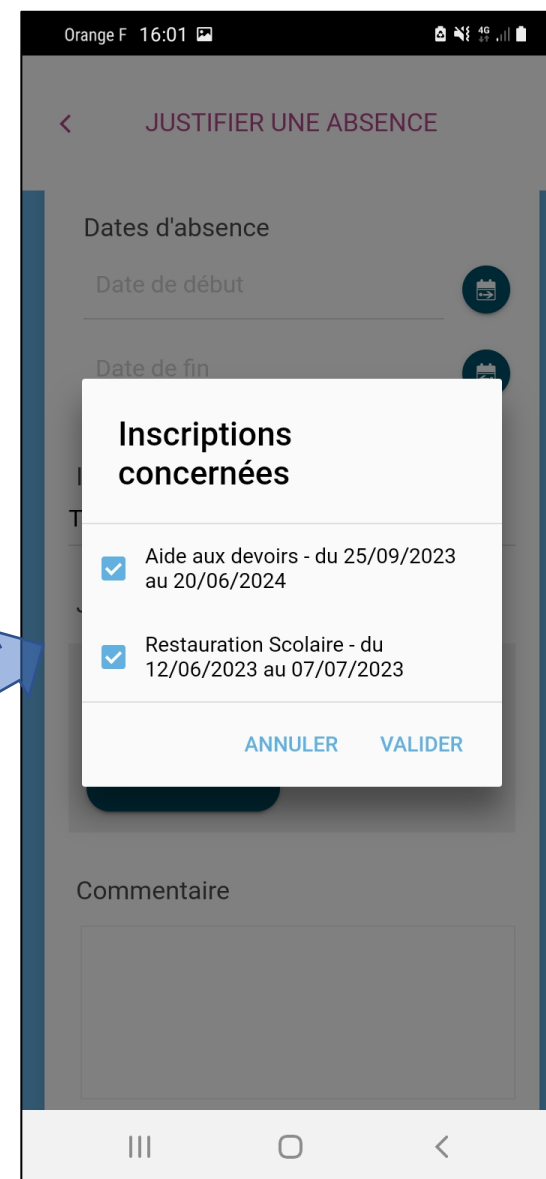 Orange F 16:01
4G
JUSTIFIER UNE ABSENCE
Dates d'absence
Date de début
Date de fin
Inscriptions
concernées
I
T
Aide aux devoirs - du 25/09/2023
au 20/06/2024
J
Restauration Scolaire - du
12/06/2023 au 07/07/2023
ANNULER VALIDER
Commentaire